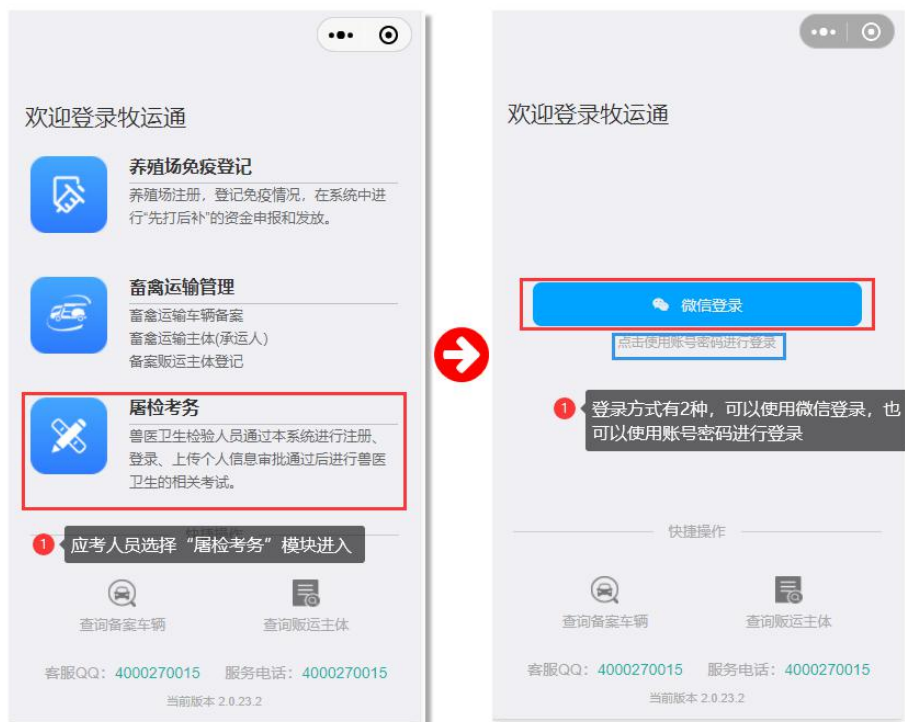 欢迎登录牧运通
养殖场免疫登记
养殖场注册，登记免疫情况，在系统中进
行“先打后补”的资金申报和发放。
畜禽运输管理
畜禽运输车辆备案
畜禽运输主体(承运人)
备案贩运主体登记
屠检考务
兽医卫生检验人员通过本系统进行注册、
登录、上传个人信息审批通过后进行兽医
卫生的相关考试。
快捷操作
1 应考人员选择“屠检考务”模块进入
查询备案车辆 查询贩运主体
客服QQ：4000270015 服务电话：4000270015
当前版本 2.0.23.2
欢迎登录牧运通
微信登录
点击使用账号密码进行登录
1 登录方式有2种，可以使用微信登录，也
可以使用账号密码进行登录
快捷操作
查询备案车辆 查询贩运主体
客服QQ：4000270015 服务电话：4000270015
当前版本 2.0.23.2